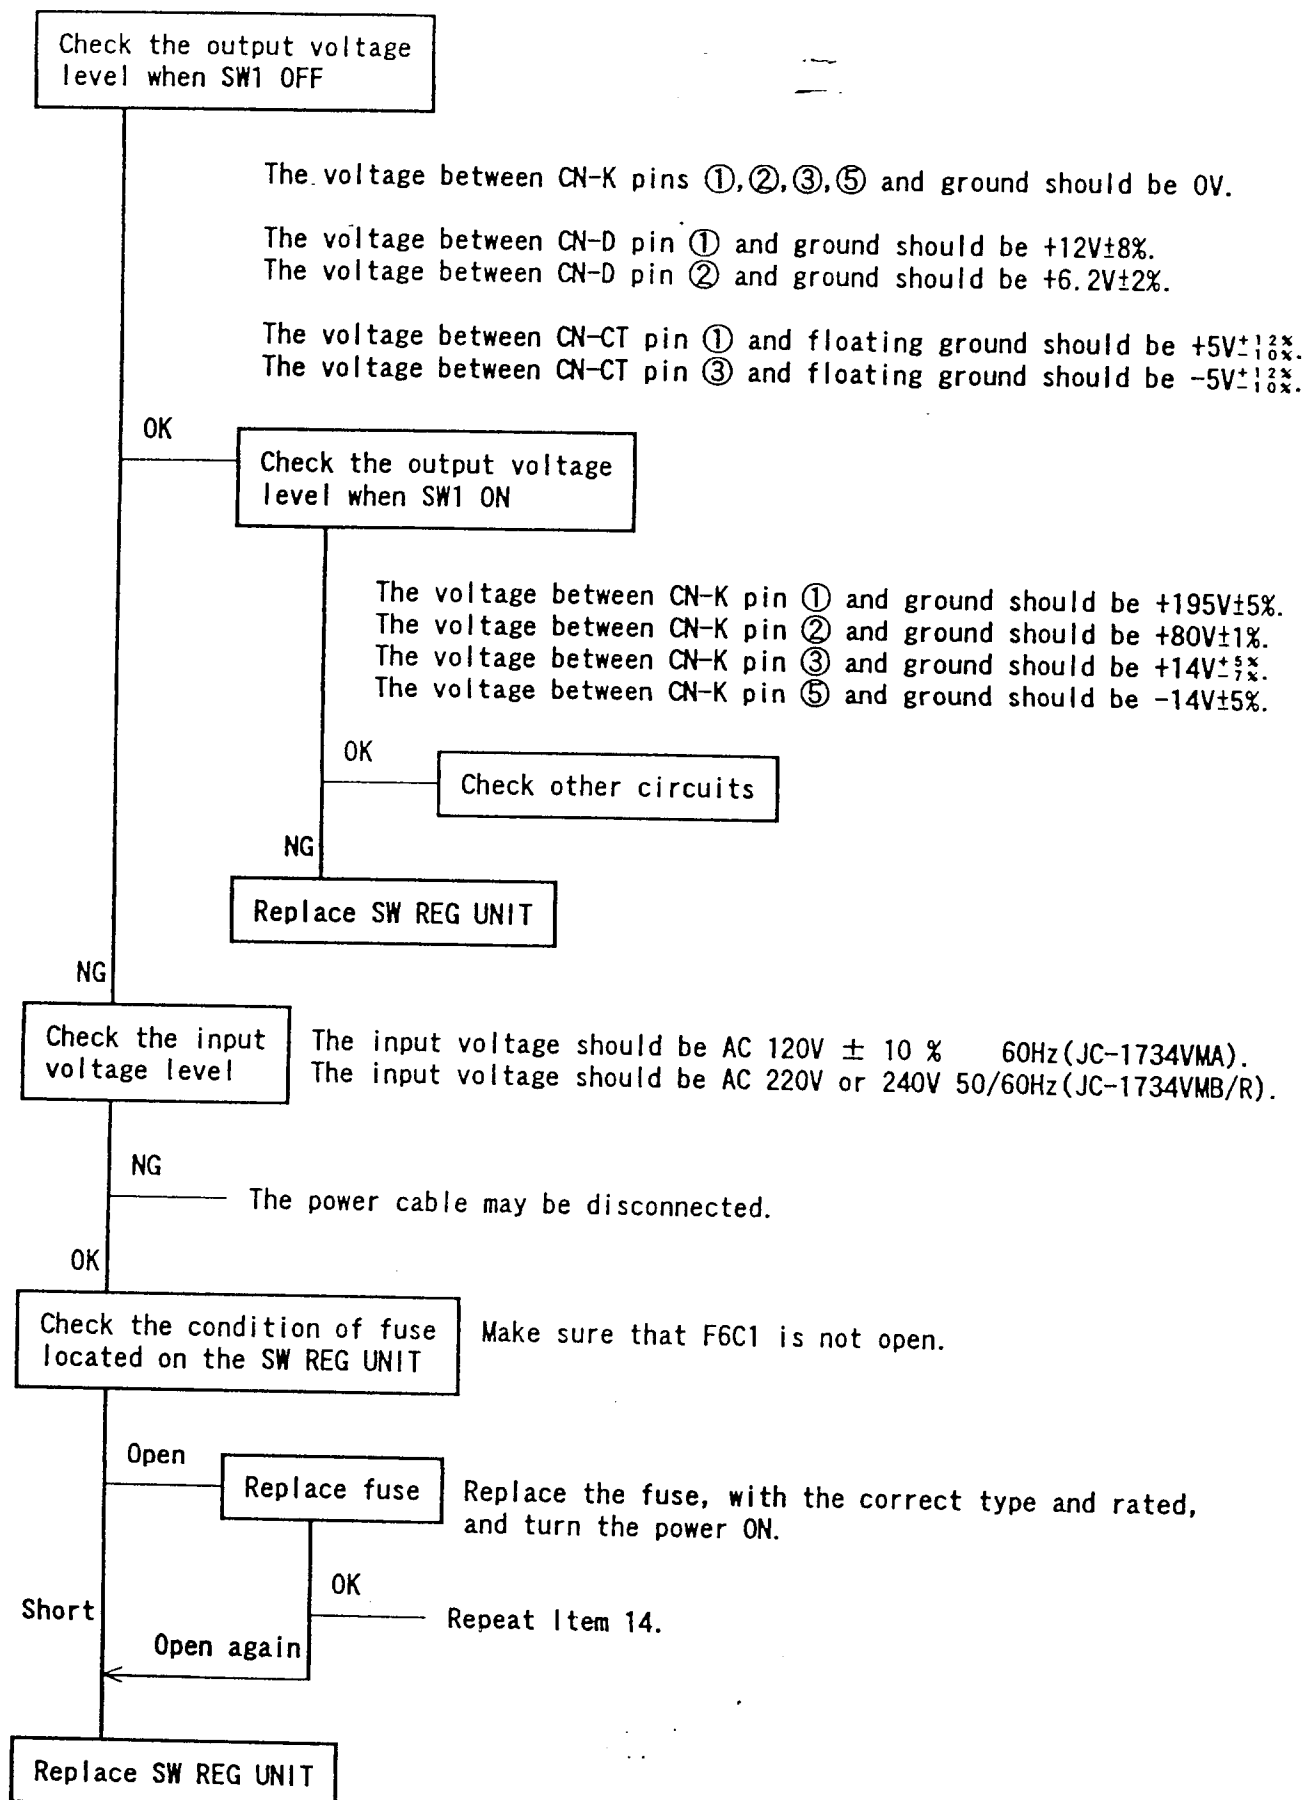 Check the output voltage
level when SW1 OFF
The voltage between CN-K pins ①,②,③,⑤ and ground should be 0V.
The voltage between CN-D pin ① and ground should be +12V±8%.
The voltage between CN-D pin ② and ground should be +6.2V±2%.
The voltage between CN-CT pin ① and floating ground should be +5V+12%-10%.
The voltage between CN-CT pin ③ and floating ground should be -5V+12%-10%.
OK
Check the output voltage
level when SW1 ON
The voltage between CN-K pin ① and ground should be +195V±5%.
The voltage between CN-K pin ② and ground should be +80V±1%.
The voltage between CN-K pin ③ and ground should be +14V+5%-7%.
The voltage between CN-K pin ⑤ and ground should be -14V±5%.
OK
Check other circuits
NG
Replace SW REG UNIT
NG
Check the input
voltage level
The input voltage should be AC 120V ± 10 % 60Hz(JC-1734VMA).
The input voltage should be AC 220V or 240V 50/60Hz(JC-1734VMB/R).
NG
The power cable may be disconnected.
OK
Check the condition of fuse
located on the SW REG UNIT
Make sure that F6C1 is not open.
Open
Replace fuse
Replace the fuse, with the correct type and rated,
and turn the power ON.
OK
Short
Repeat Item 14.
Open again
Replace SW REG UNIT